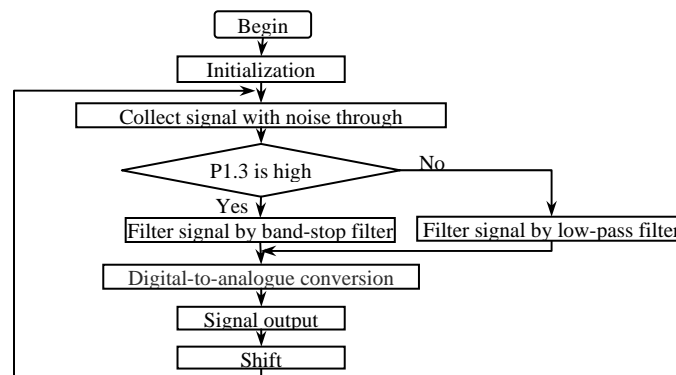 Begin
Initialization
Collect signal with noise through
P1.3 is high
No
Yes
Filter signal by band-stop filter
Filter signal by low-pass filter
Digital-to-analogue conversion
Signal output
Shift